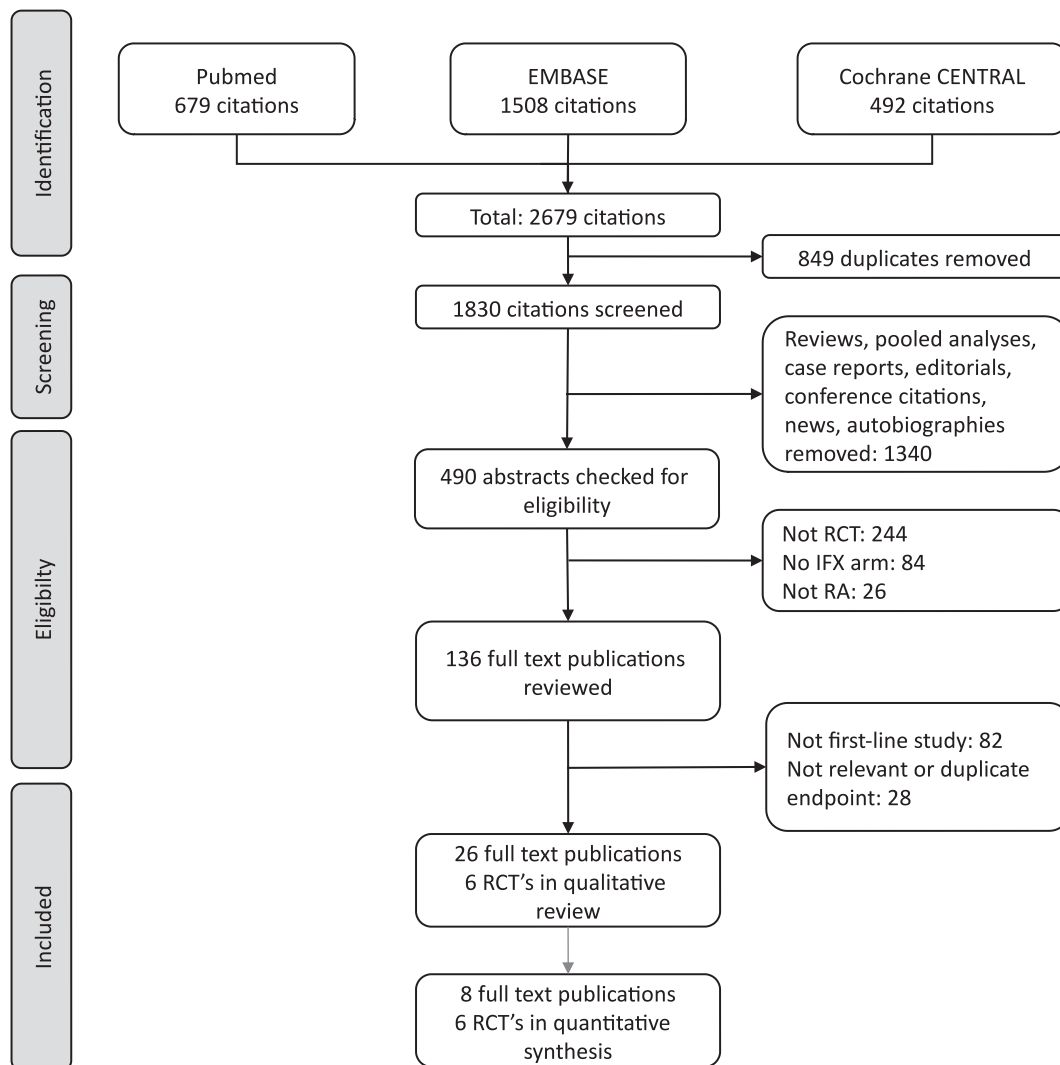 Identification
Pubmed
679 citations
EMBASE
1508 citations
Cochrane CENTRAL
492 citations
Total: 2679 citations
849 duplicates removed
Screening
1830 citations screened
Reviews, pooled analyses,
case reports, editorials,
conference citations,
news, autobiographies
removed: 1340
Eligibilty
490 abstracts checked for
eligibility
Not RCT: 244
No IFX arm: 84
Not RA: 26
136 full text publications
reviewed
Not first-line study: 82
Not relevant or duplicate
endpoint: 28
Included
26 full text publications
6 RCT's in qualitative
review
8 full text publications
6 RCT's in quantitative
synthesis